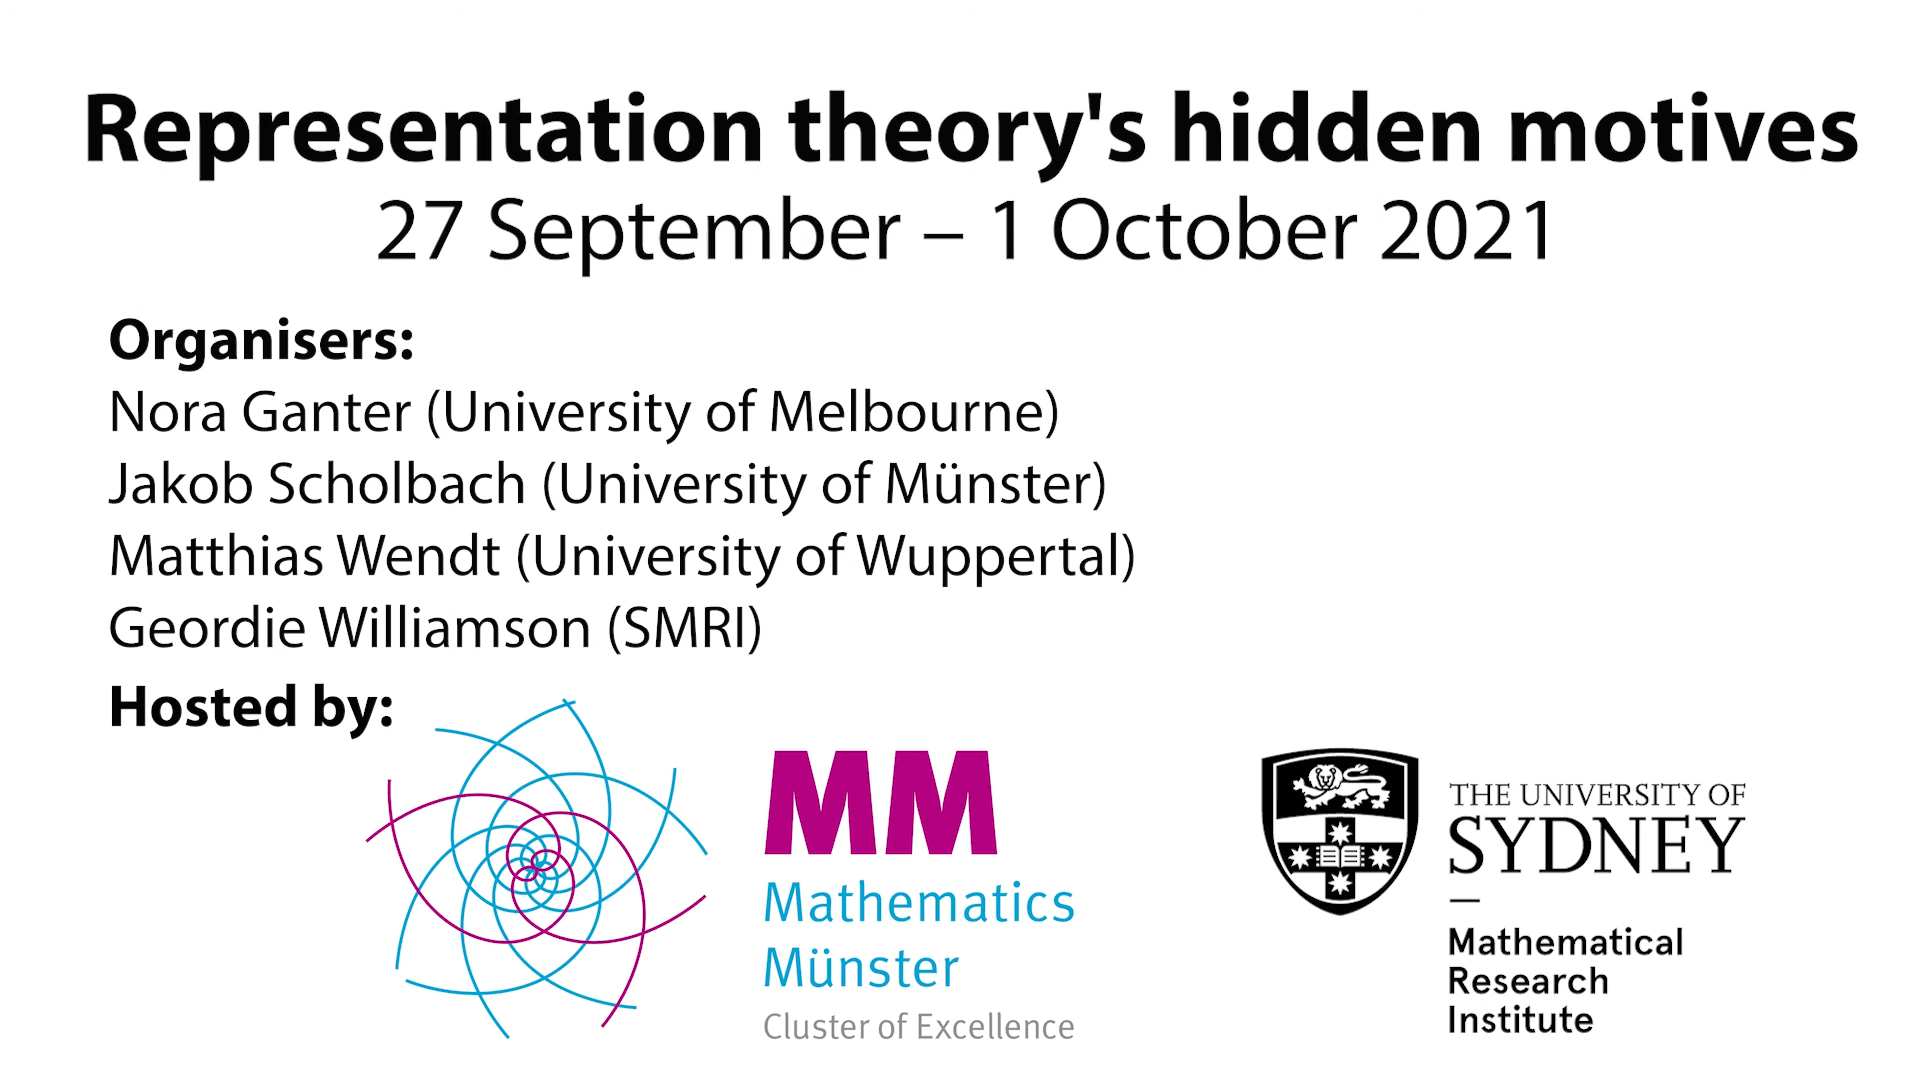 Representation theory's hidden motives
27 September – 1 October 2021
Organisers:
Nora Ganter (University of Melbourne)
Jakob Scholbach (University of Münster)
Matthias Wendt (University of Wuppertal)
Geordie Williamson (SMRI)
Hosted by:
MM
Mathematics
Münster
Cluster of Excellence
THE UNIVERSITY OF
SYDNEY
—
Mathematical
Research
Institute